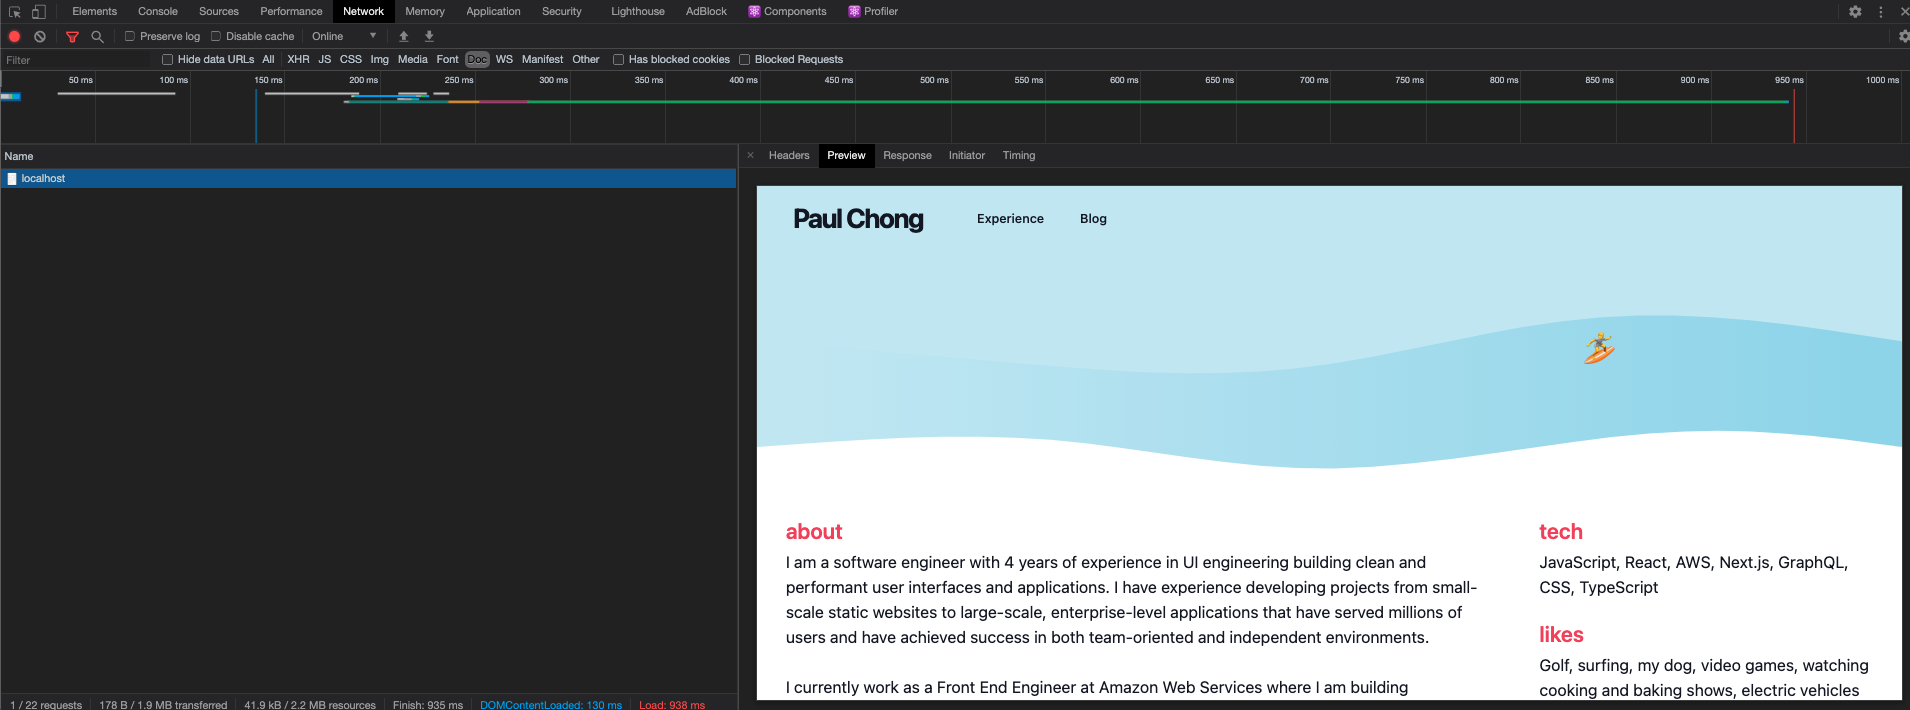 Elements Console Sources Performance Network Memory Application Security Lighthouse AdBlock Components Profiler
Preserve log Disable cache Online
Filter Hide data URLs All XHR JS CSS Img Media Font Doc WS Manifest Other Has blocked cookies Blocked Requests
50 ms 100 ms 150 ms 200 ms 250 ms 300 ms 350 ms 400 ms 450 ms 500 ms 550 ms 600 ms 650 ms 700 ms 750 ms 800 ms 850 ms 900 ms 950 ms 1000 ms
Name
localhost
Headers Preview Response Initiator Timing
Paul Chong Experience Blog
about
I am a software engineer with 4 years of experience in UI engineering building clean and
performant user interfaces and applications. I have experience developing projects from small-
scale static websites to large-scale, enterprise-level applications that have served millions of
users and have achieved success in both team-oriented and independent environments.
I currently work as a Front End Engineer at Amazon Web Services where I am building
tech
JavaScript, React, AWS, Next.js, GraphQL,
CSS, TypeScript
likes
Golf, surfing, my dog, video games, watching
cooking and baking shows, electric vehicles
1 / 22 requests 178 B / 1.9 MB transferred 41.9 kB / 2.2 MB resources Finish: 935 ms DOMContentLoaded: 130 ms Load: 938 ms